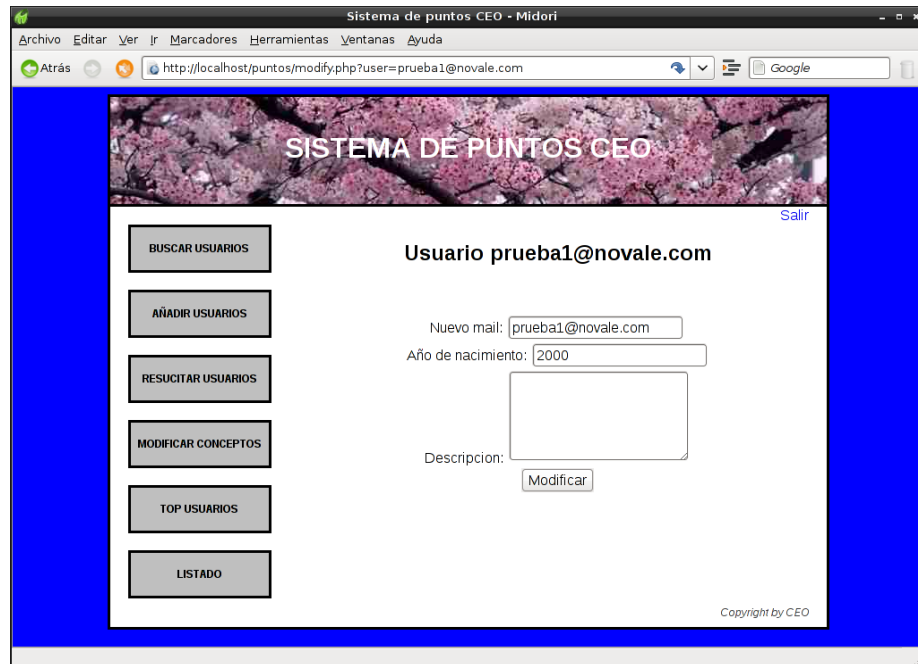 Sistema de puntos CEO - Midori
Archivo Editar Ver Ir Marcadores Herramientas Ventanas Ayuda
Atrás http://localhost/puntos/modify.php?user=prueba1@novale.com Google
SISTEMA DE PUNTOS CEO
Salir
BUSCAR USUARIOS
AÑADIR USUARIOS
RESUCITAR USUARIOS
MODIFICAR CONCEPTOS
TOP USUARIOS
LISTADO
Usuario prueba1@novale.com
Nuevo mail: prueba1@novale.com
Año de nacimiento: 2000
Descripcion:
Modificar
Copyright by CEO